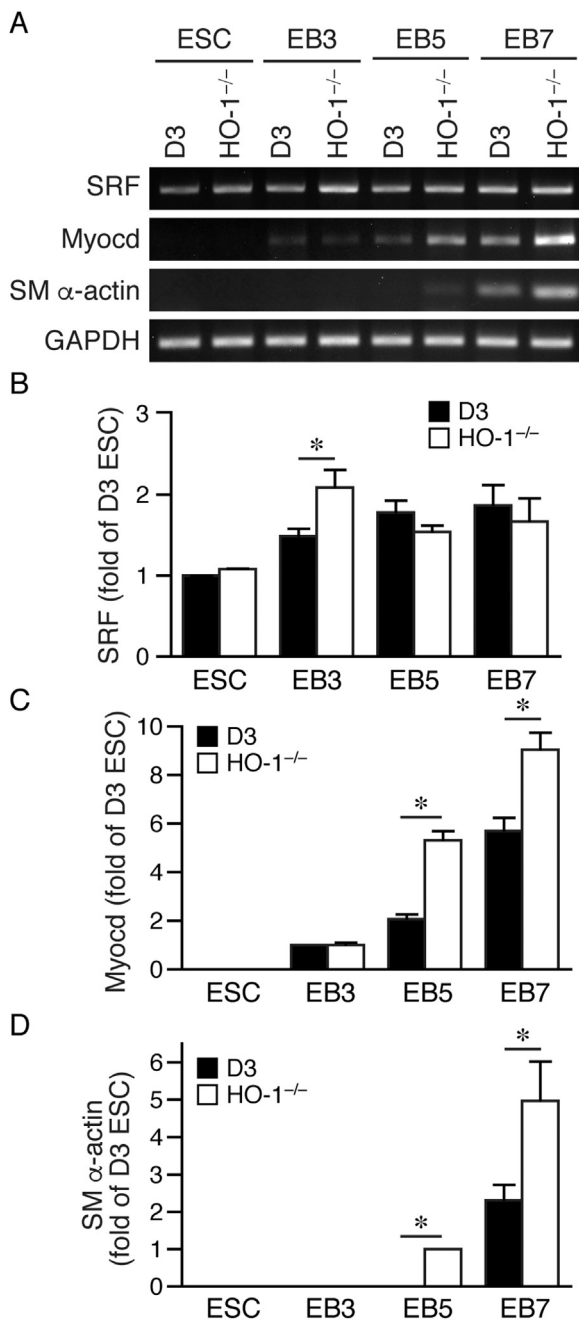 A
ESC EB3 EB5 EB7
D3 HO-1⁻/⁻ D3 HO-1⁻/⁻ D3 HO-1⁻/⁻ D3 HO-1⁻/⁻
SRF
Myocd
SM α-actin
GAPDH
B
SRF (fold of D3 ESC)
3
2
1
0
*
D3
HO-1⁻/⁻
ESC EB3 EB5 EB7
C
Myocd (fold of D3 ESC)
10
8
6
4
2
0
D3
HO-1⁻/⁻
*
*
ESC EB3 EB5 EB7
D
SM α-actin
(fold of D3 ESC)
6
5
4
3
2
1
0
D3
HO-1⁻/⁻
*
*
ESC EB3 EB5 EB7